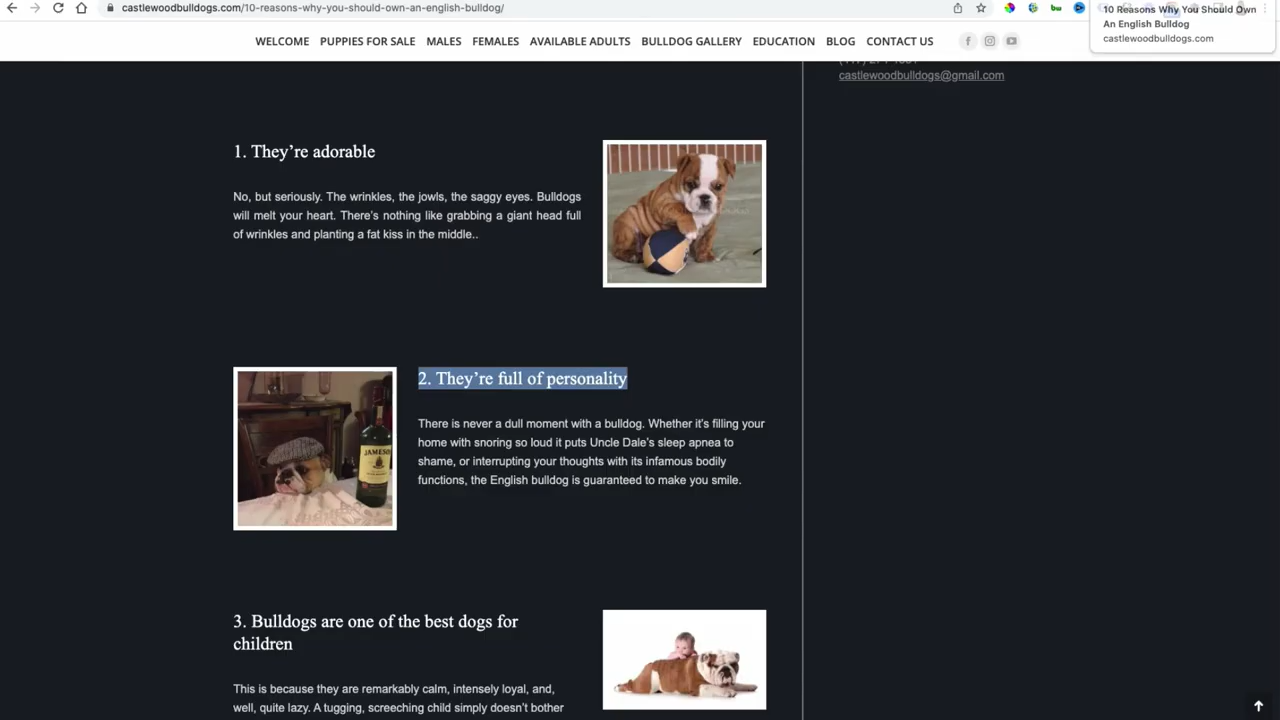 castlewoodbulldogs.com/10-reasons-why-you-should-own-an-english-bulldog/
10 Reasons Why You Should Own
An English Bulldog
castlewoodbulldogs.com
WELCOME PUPPIES FOR SALE MALES FEMALES AVAILABLE ADULTS BULLDOG GALLERY EDUCATION BLOG CONTACT US
castlewoodbulldogs@gmail.com
1. They’re adorable
No, but seriously. The wrinkles, the jowls, the saggy eyes. Bulldogs
will melt your heart. There’s nothing like grabbing a giant head full
of wrinkles and planting a fat kiss in the middle..
2. They’re full of personality
There is never a dull moment with a bulldog. Whether it’s filling your
home with snoring so loud it puts Uncle Dale’s sleep apnea to
shame, or interrupting your thoughts with its infamous bodily
functions, the English bulldog is guaranteed to make you smile.
JAMESON
3. Bulldogs are one of the best dogs for
children
This is because they are remarkably calm, intensely loyal, and,
well, quite lazy. A tugging, screeching child simply doesn’t bother